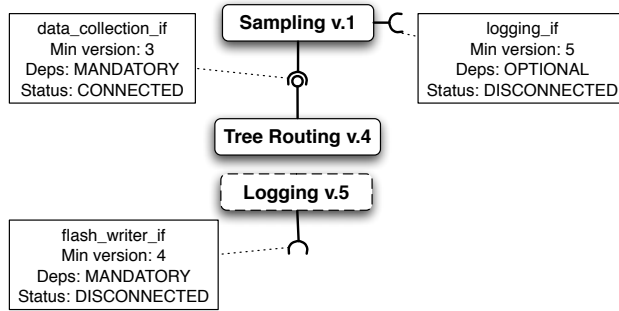 data_collection_if
Min version: 3
Deps: MANDATORY
Status: CONNECTED
Sampling v.1
logging_if
Min version: 5
Deps: OPTIONAL
Status: DISCONNECTED
Tree Routing v.4
Logging v.5
flash_writer_if
Min version: 4
Deps: MANDATORY
Status: DISCONNECTED